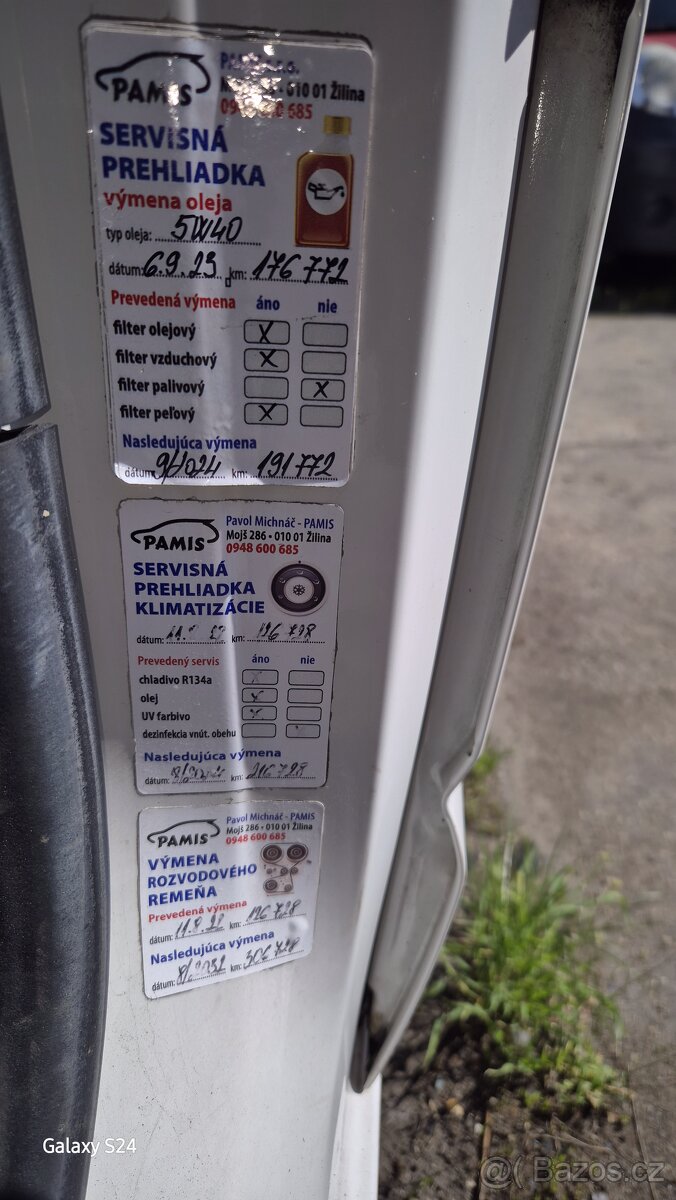 PAMIS
010 01 Žilina
685
SERVISNÁ
PREHLIADKA
výmena oleja
typ oleja: 5W40
dátum: 6.9.23 km: 176 772
Prevedená výmena áno nie
filter olejový X
filter vzduchový X
filter palivový X
filter peľový X
Nasledujúca výmena
dátum: 9/2024 km: 191 772
PAMIS
Pavol Michnáč - PAMIS
Mojš 286 • 010 01 Žilina
0948 600 685
SERVISNÁ
PREHLIADKA
KLIMATIZÁCIE
dátum: km:
Prevedený servis áno nie
chladivo R134a
olej x
UV farbivo x
dezinfekcia vnút. obehu
Nasledujúca výmena
dátum: km:
PAMIS
Pavol Michnáč - PAMIS
Mojš 286 • 010 01 Žilina
0948 600 685
VÝMENA
ROZVODOVÉHO
REMEŇA
Prevedená výmena
dátum: km:
Nasledujúca výmena
dátum: km: 306 728
Galaxy S24
@Bazos.cz